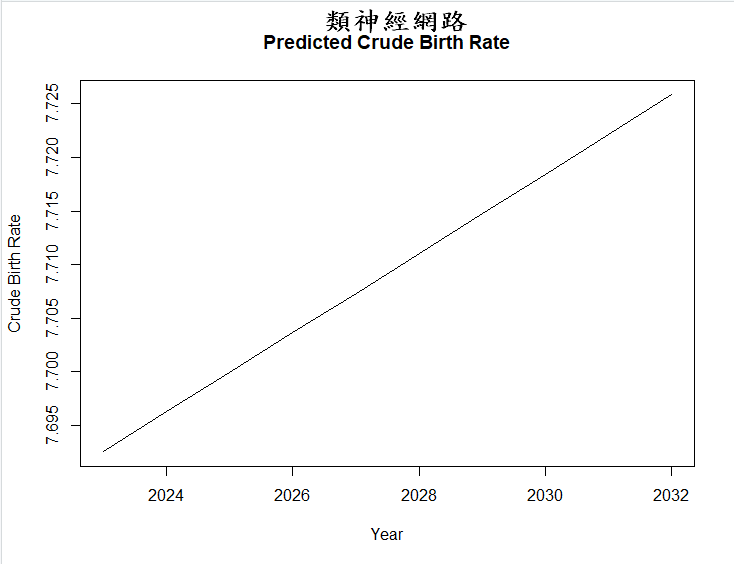 類神經網路
Predicted Crude Birth Rate
Crude Birth Rate
7.725
7.720
7.715
7.710
7.705
7.700
7.695
2024 2026 2028 2030 2032
Year